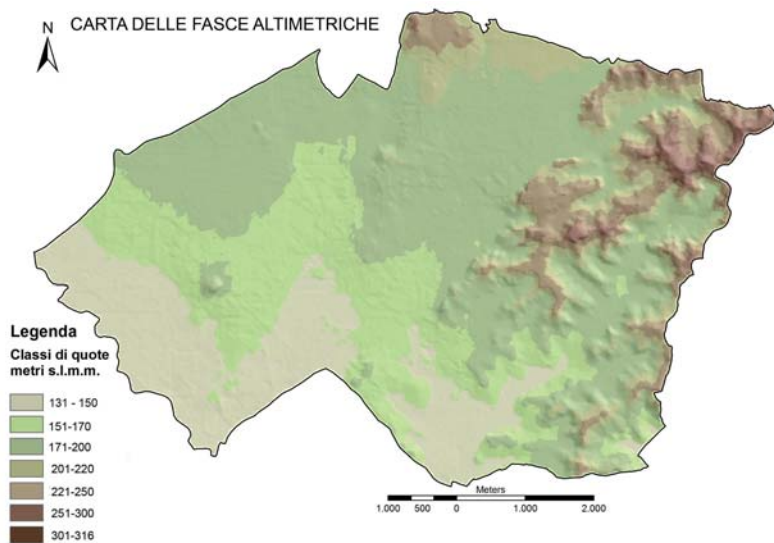 CARTA DELLE FASCE ALTIMETRICHE
N
Legenda
Classi di quote
metri s.l.m.m.
131 - 150
151-170
171-200
201-220
221-250
251-300
301-316
Meters
1.000 500 0 1.000 2.000